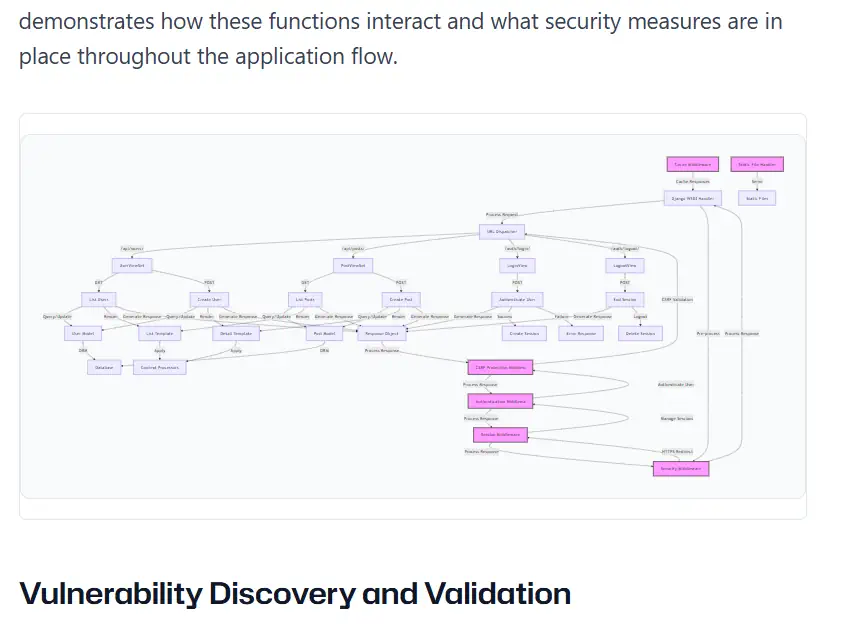 demonstrates how these functions interact and what security measures are in
place throughout the application flow.
Cache Middleware
Static File Handler
Cache Responses
Serve
Django WSGI Handler
Static Files
Process Request
URL Dispatcher
/api/users/
/api/posts/
/auth/login/
/auth/logout/
UserViewSet
PostViewSet
LoginView
LogoutView
GET
POST
GET
POST
POST
POST
List Users
Create User
List Posts
Create Post
Authenticate User
End Session
CSRF Validation
Query/Update
Render
Generate Response
Query/Update
Render
Generate Response
Query/Update
Render
Generate Response
Query/Update
Render
Generate Response
Generate Response
Success
Failure
Generate Response
Logout
User Model
List Template
Detail Template
Post Model
Response Object
Create Session
Error Response
Delete Session
Pre-process
Process Response
ORM
Apply
Apply
ORM
Process Response
Database
Context Processors
CSRF Protection Middleware
Process Response
Authenticate User
Authentication Middleware
Process Response
Manage Sessions
Session Middleware
Process Response
HTTPS Redirect
Security Middleware
Vulnerability Discovery and Validation